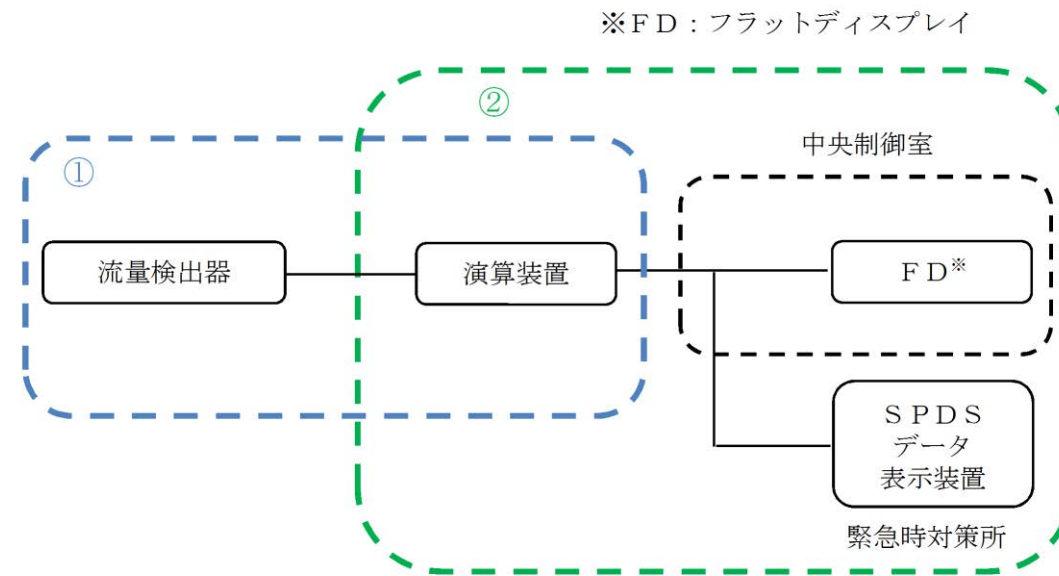 ※ＦＤ：フラットディスプレイ
②
中央制御室
①
流量検出器
演算装置
ＦＤ※
ＳＰＤＳ
データ
表示装置
緊急時対策所